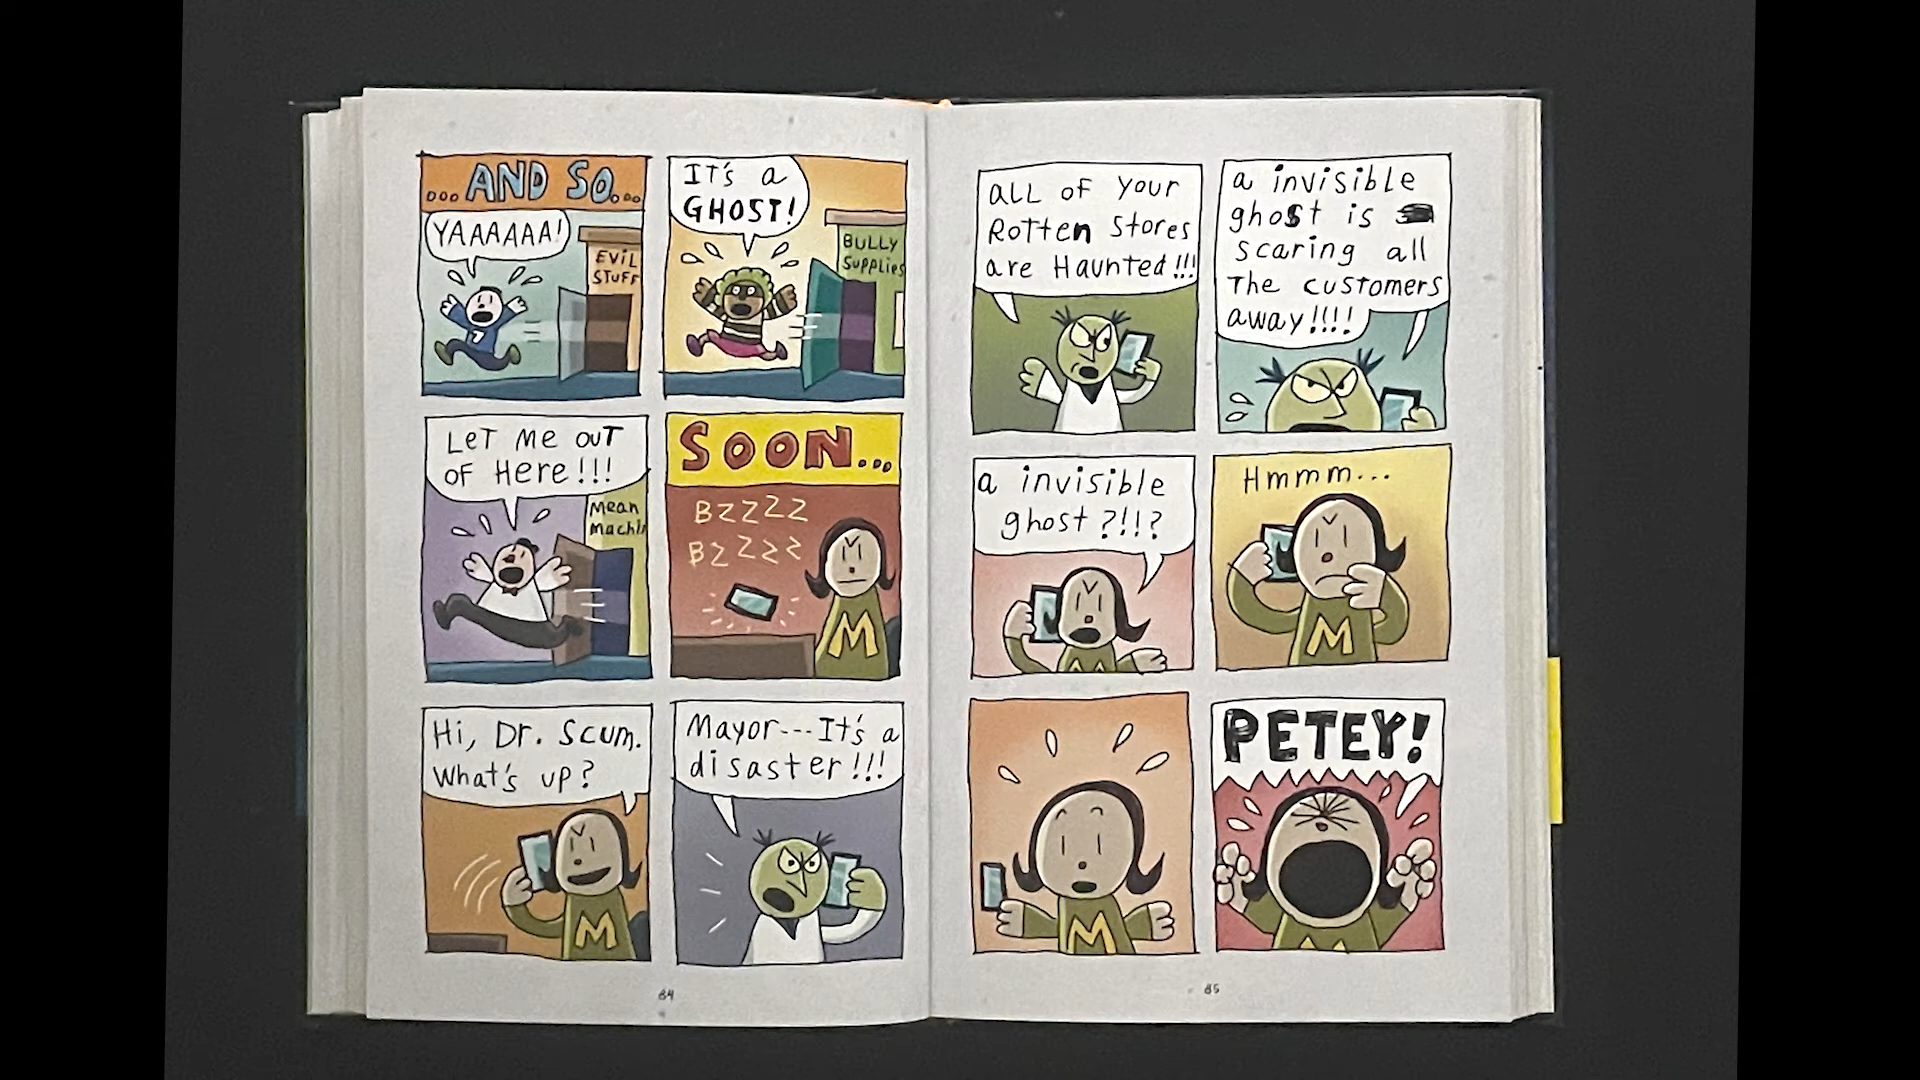 ...AND SO...
YAAAAAA!
EViL
STUFF
IT's a
GHOST!
BULLY
Supplies
LeT Me ouT
oF Here!!!
Mean
SOON...
BZZZZ
BZZZZ
M
Hi, Dr. Scum.
What's up?
M
Mayor---It's a
disaster!!!
84
aLL oF Your
Rotten Stores
are Haunted!!!
a invisible
ghost is
scaring all
The customers
away!!!!
a invisible
ghost?!!?
M
Hmmm...
M
M
PETEY!
M
85